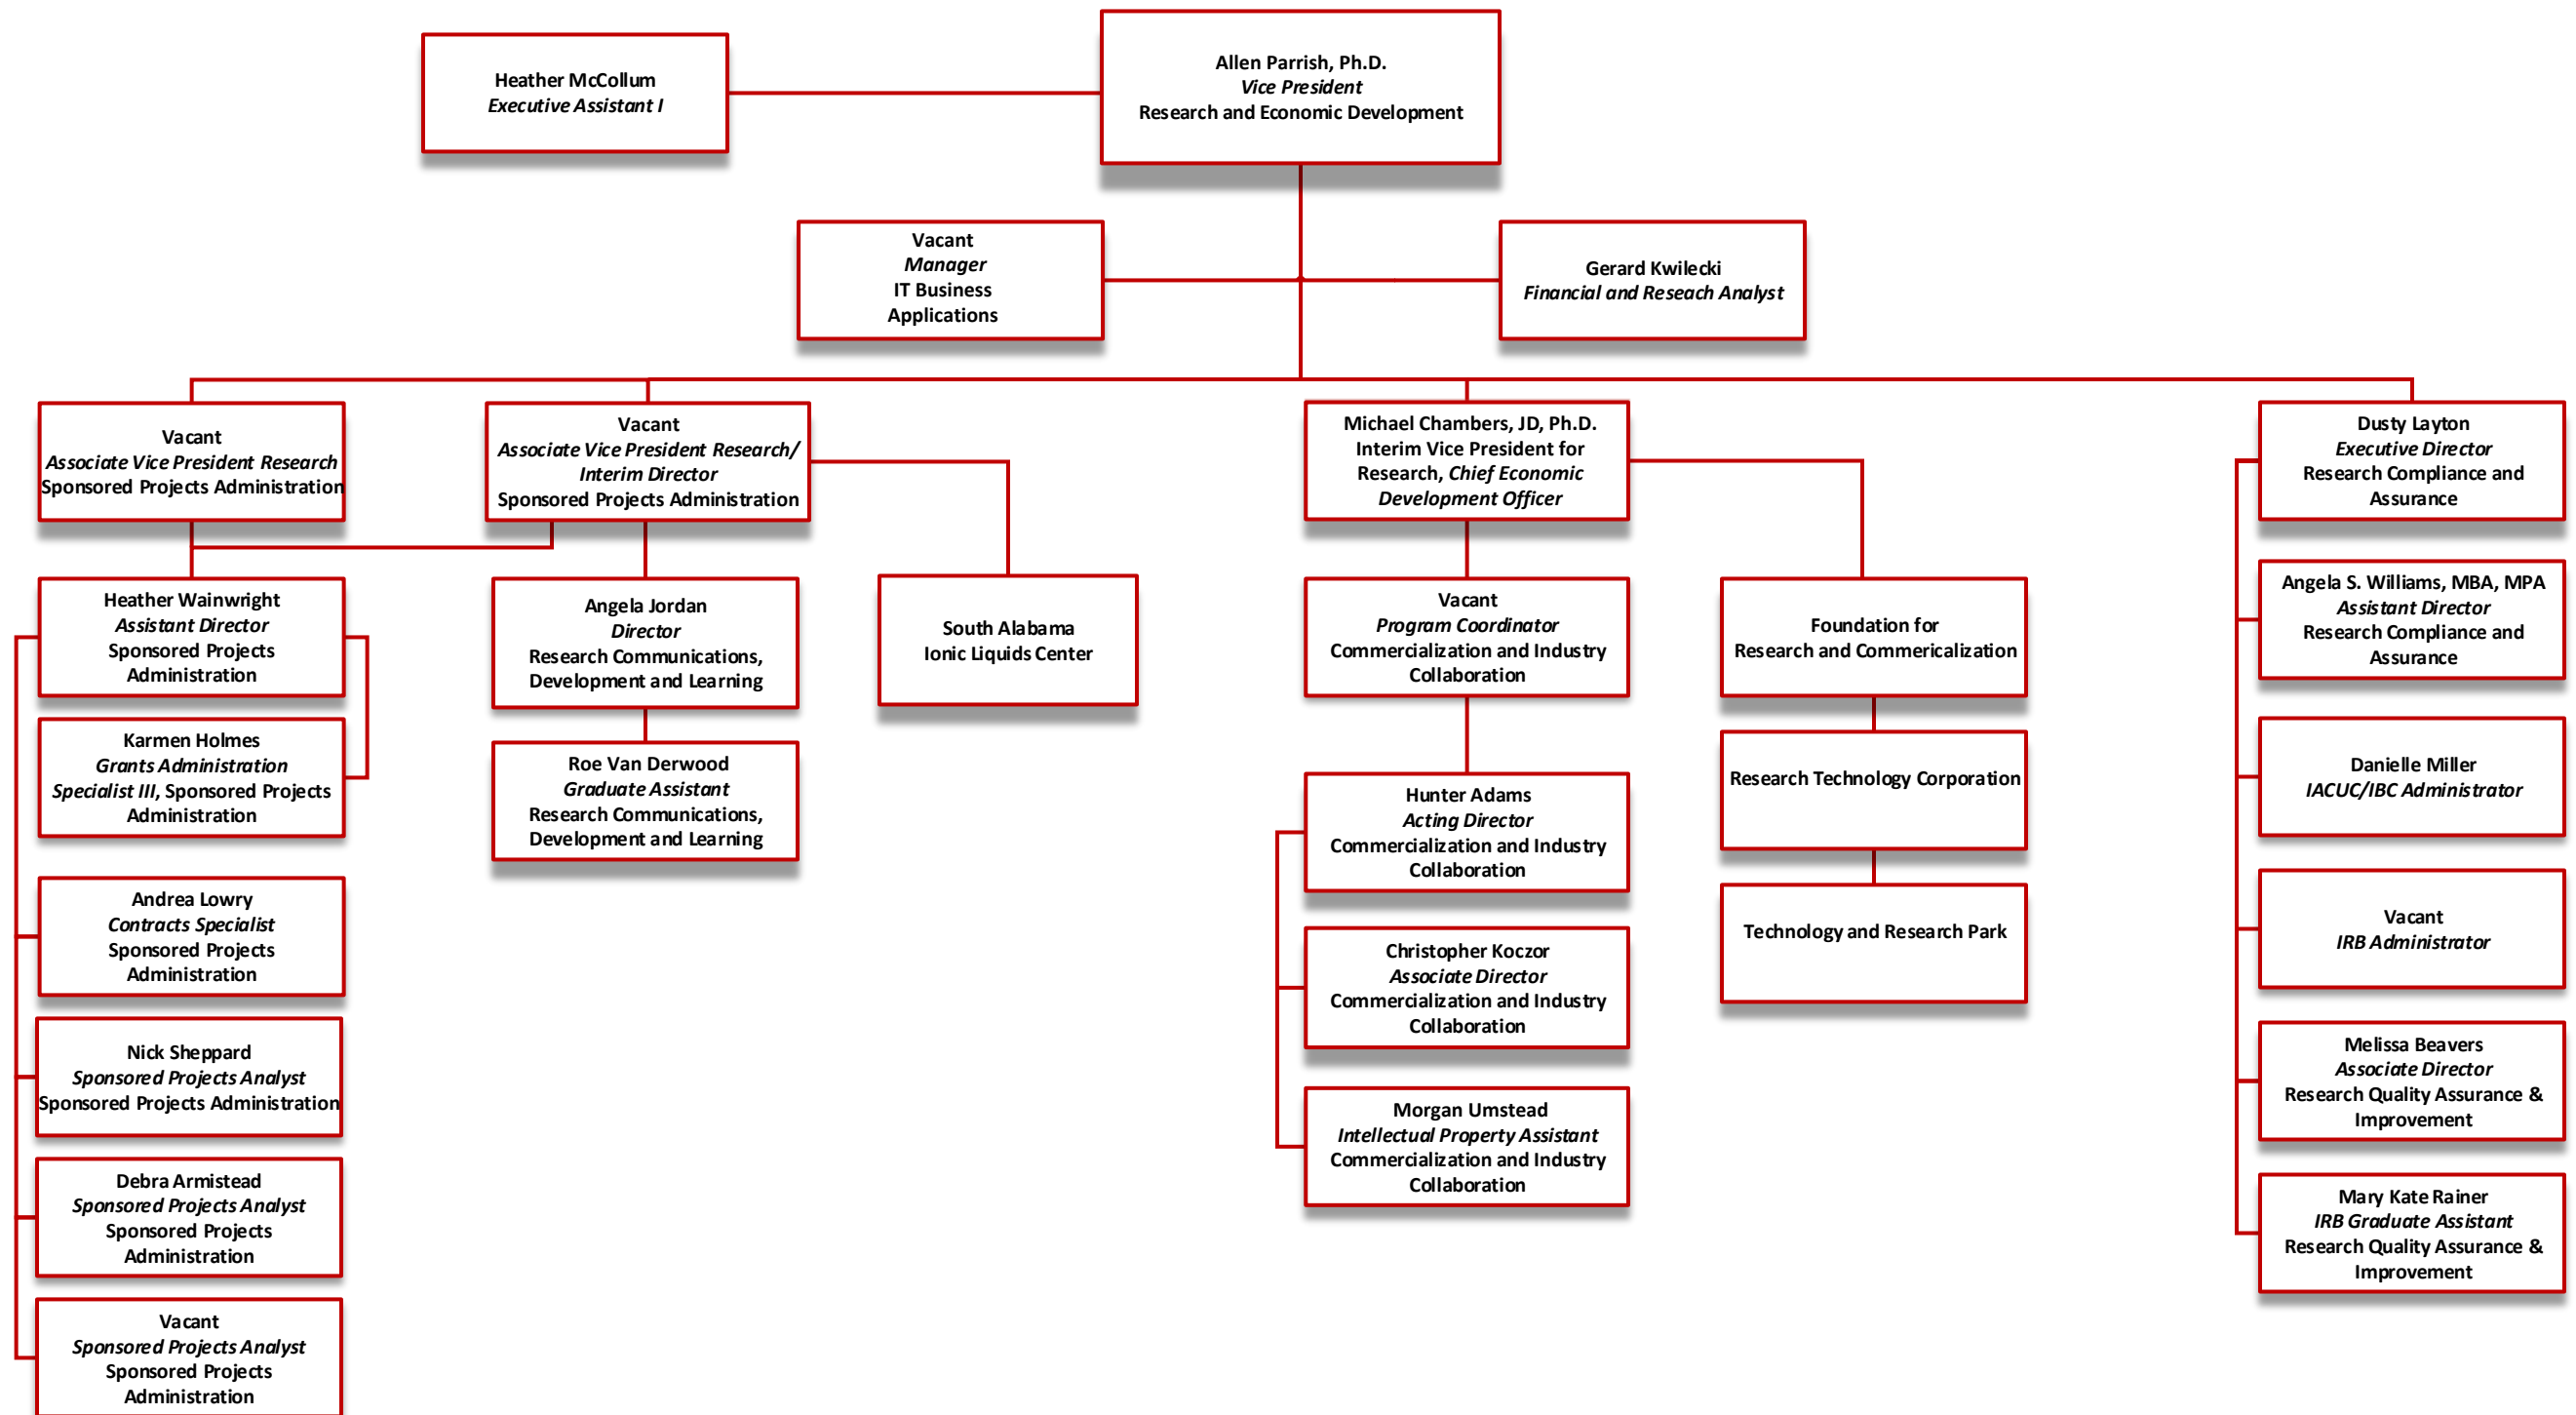 Heather McCollum
Executive Assistant I
Allen Parrish, Ph.D.
Vice President
Research and Economic Development
Vacant
Manager
IT Business
Applications
Gerard Kwilecki
Financial and Reseach Analyst
Vacant
Associate Vice President Research
Sponsored Projects Administration
Vacant
Associate Vice President Research/
Interim Director
Sponsored Projects Administration
Michael Chambers, JD, Ph.D.
Interim Vice President for
Research, Chief Economic
Development Officer
Dusty Layton
Executive Director
Research Compliance and
Assurance
Heather Wainwright
Assistant Director
Sponsored Projects
Administration
Angela Jordan
Director
Research Communications,
Development and Learning
South Alabama
Ionic Liquids Center
Vacant
Program Coordinator
Commercialization and Industry
Collaboration
Foundation for
Research and Commericalization
Angela S. Williams, MBA, MPA
Assistant Director
Research Compliance and
Assurance
Karmen Holmes
Grants Administration
Specialist III, Sponsored Projects
Administration
Roe Van Derwood
Graduate Assistant
Research Communications,
Development and Learning
Hunter Adams
Acting Director
Commercialization and Industry
Collaboration
Research Technology Corporation
Danielle Miller
IACUC/IBC Administrator
Andrea Lowry
Contracts Specialist
Sponsored Projects
Administration
Christopher Koczor
Associate Director
Commercialization and Industry
Collaboration
Technology and Research Park
Vacant
IRB Administrator
Nick Sheppard
Sponsored Projects Analyst
Sponsored Projects Administration
Morgan Umstead
Intellectual Property Assistant
Commercialization and Industry
Collaboration
Melissa Beavers
Associate Director
Research Quality Assurance &
Improvement
Debra Armistead
Sponsored Projects Analyst
Sponsored Projects
Administration
Mary Kate Rainer
IRB Graduate Assistant
Research Quality Assurance &
Improvement
Vacant
Sponsored Projects Analyst
Sponsored Projects
Administration